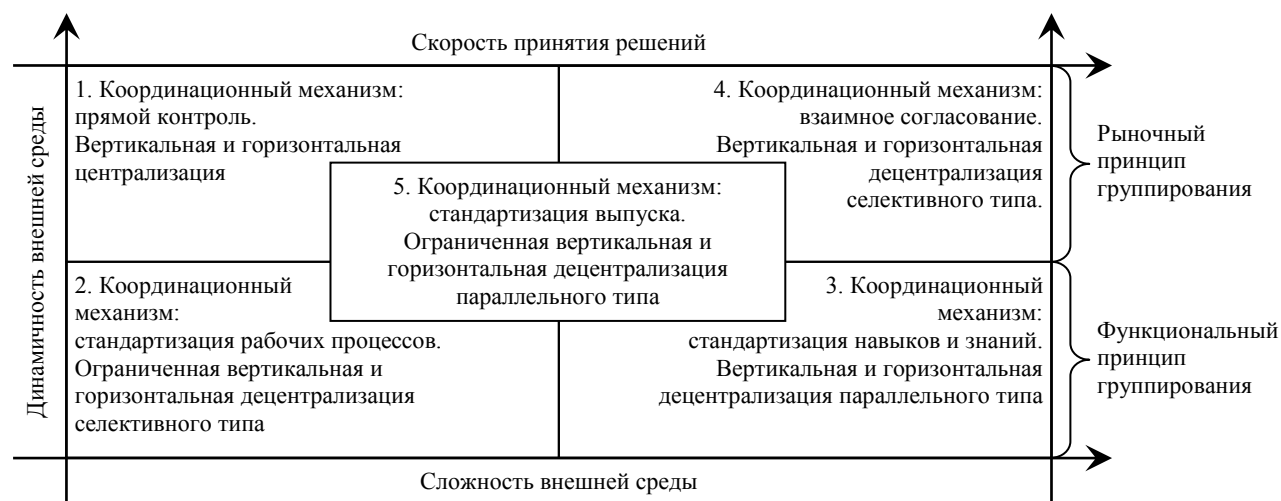 Скорость принятия решений
Динамичность внешней среды
1. Координационный механизм:
прямой контроль.
Вертикальная и горизонтальная
централизация
4. Координационный механизм:
взаимное согласование.
Вертикальная и горизонтальная
децентрализация
селективного типа.
Рыночный
принцип
группирования
5. Координационный механизм:
стандартизация выпуска.
Ограниченная вертикальная и
горизонтальная децентрализация
параллельного типа
2. Координационный
механизм:
стандартизация рабочих процессов.
Ограниченная вертикальная и
горизонтальная децентрализация
селективного типа
3. Координационный
механизм:
стандартизация навыков и знаний.
Вертикальная и горизонтальная
децентрализация параллельного типа
Функциональный
принцип
группирования
Сложность внешней среды